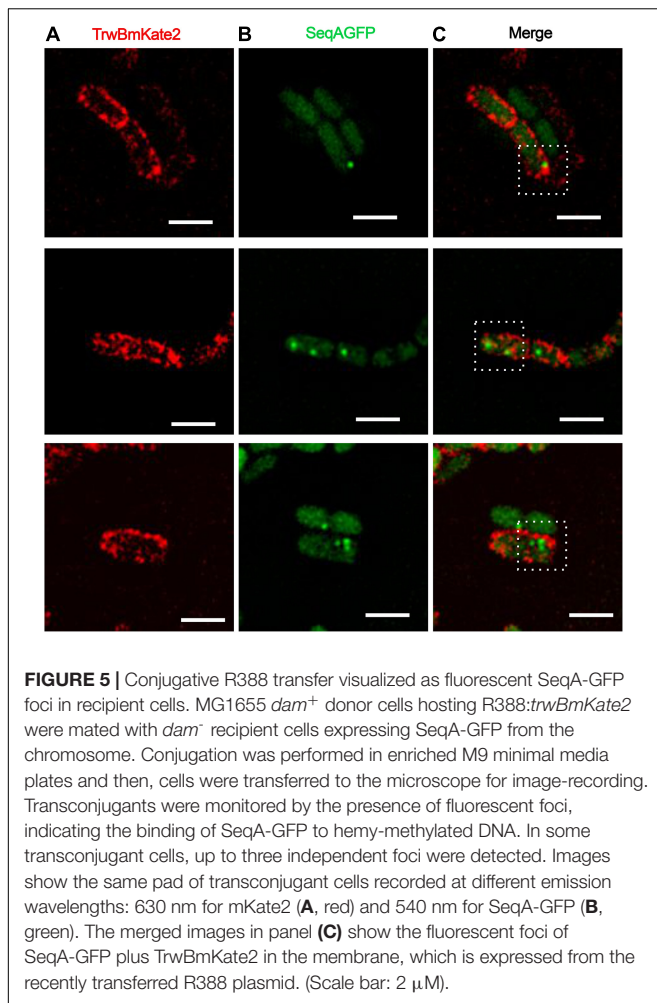 A TrwBmKate2 B SeqAGFP C Merge
FIGURE 5 | Conjugative R388 transfer visualized as fluorescent SeqA-GFP
foci in recipient cells. MG1655 dam+ donor cells hosting R388:trwBmKate2
were mated with dam- recipient cells expressing SeqA-GFP from the
chromosome. Conjugation was performed in enriched M9 minimal media
plates and then, cells were transferred to the microscope for image-recording.
Transconjugants were monitored by the presence of fluorescent foci,
indicating the binding of SeqA-GFP to hemy-methylated DNA. In some
transconjugant cells, up to three independent foci were detected. Images
show the same pad of transconjugant cells recorded at different emission
wavelengths: 630 nm for mKate2 (A, red) and 540 nm for SeqA-GFP (B,
green). The merged images in panel (C) show the fluorescent foci of
SeqA-GFP plus TrwBmKate2 in the membrane, which is expressed from the
recently transferred R388 plasmid. (Scale bar: 2 μM).